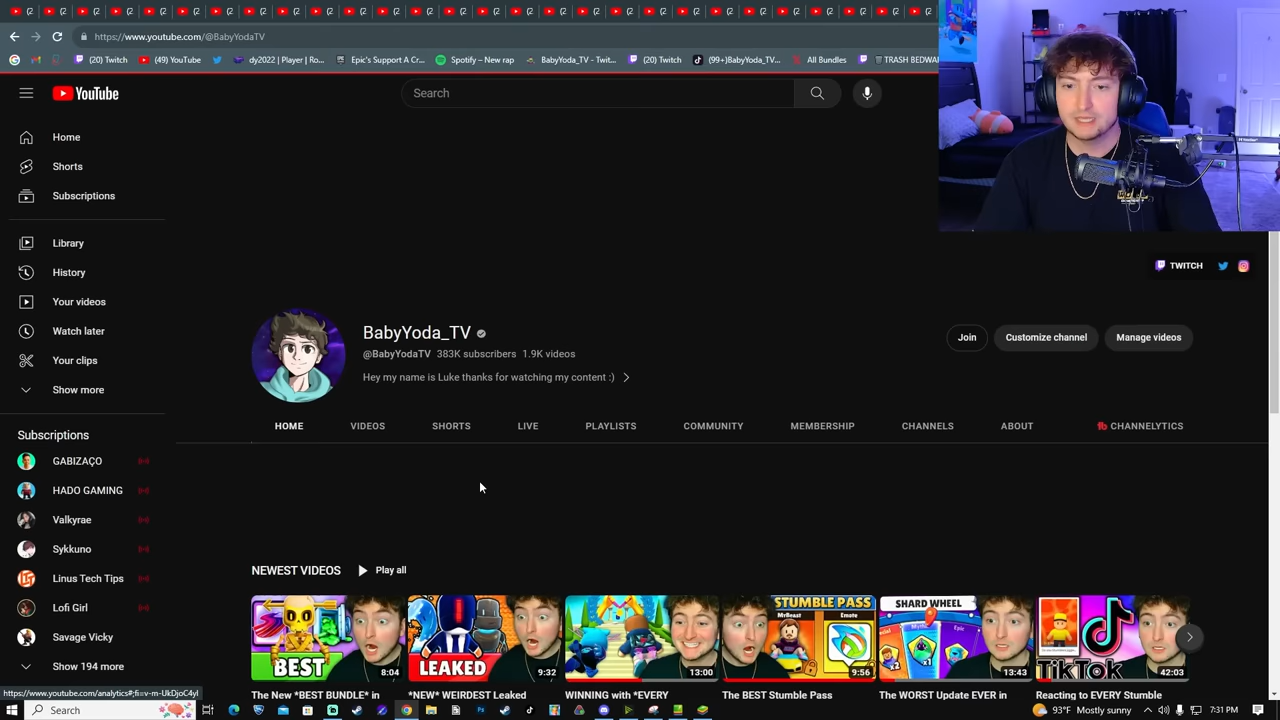 https://www.youtube.com/@BabyYodaTV
(20) Twitch
(49) YouTube
dy2022 | Player | Ro...
Epic's Support A Cr...
Spotify – New rap
BabyYoda_TV - Twit...
(20) Twitch
(99+)BabyYoda_TV...
All Bundles
TRASH BEDWA
YouTube
Search
Home
Shorts
Subscriptions
Library
History
Your videos
Watch later
Your clips
Show more
Subscriptions
GABIZAÇO
HADO GAMING
Valkyrae
Sykkuno
Linus Tech Tips
Lofi Girl
Savage Vicky
Show 194 more
TWITCH
BabyYoda_TV
@BabyYodaTV 383K subscribers 1.9K videos
Hey my name is Luke thanks for watching my content :)
Join
Customize channel
Manage videos
HOME
VIDEOS
SHORTS
LIVE
PLAYLISTS
COMMUNITY
MEMBERSHIP
CHANNELS
ABOUT
CHANNELYTICS
NEWEST VIDEOS
Play all
BEST
8:04
LEAKED
9:32
13:00
STUMBLE PASS
MrBeast
Emote
9:56
SHARD WHEEL
Mythic
Epic
13:43
TikTok
42:03
The New *BEST BUNDLE* in
*NEW* WEIRDEST Leaked
WINNING with *EVERY
The BEST Stumble Pass
The WORST Update EVER in
Reacting to EVERY Stumble
Search
93°F Mostly sunny
7:31 PM